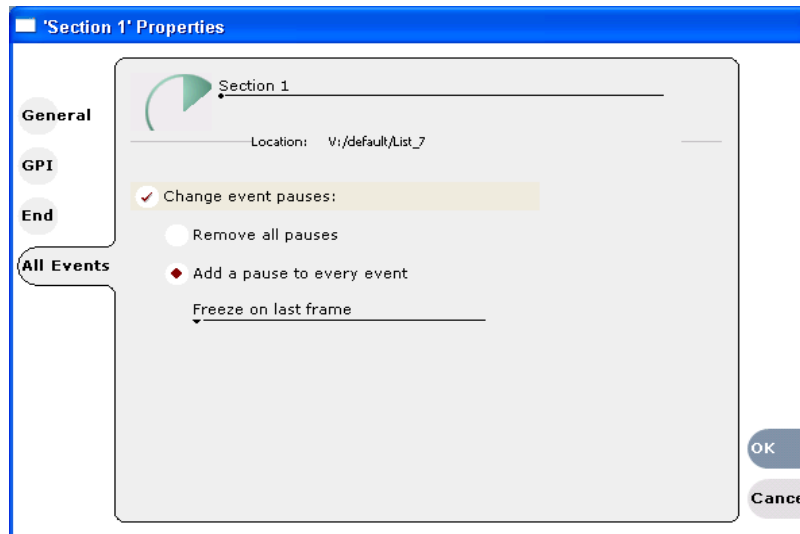 'Section 1' Properties
Section 1
Location: V:/default/List_7
General
GPI
End
All Events
Change event pauses:
Remove all pauses
Add a pause to every event
Freeze on last frame
OK
Cance